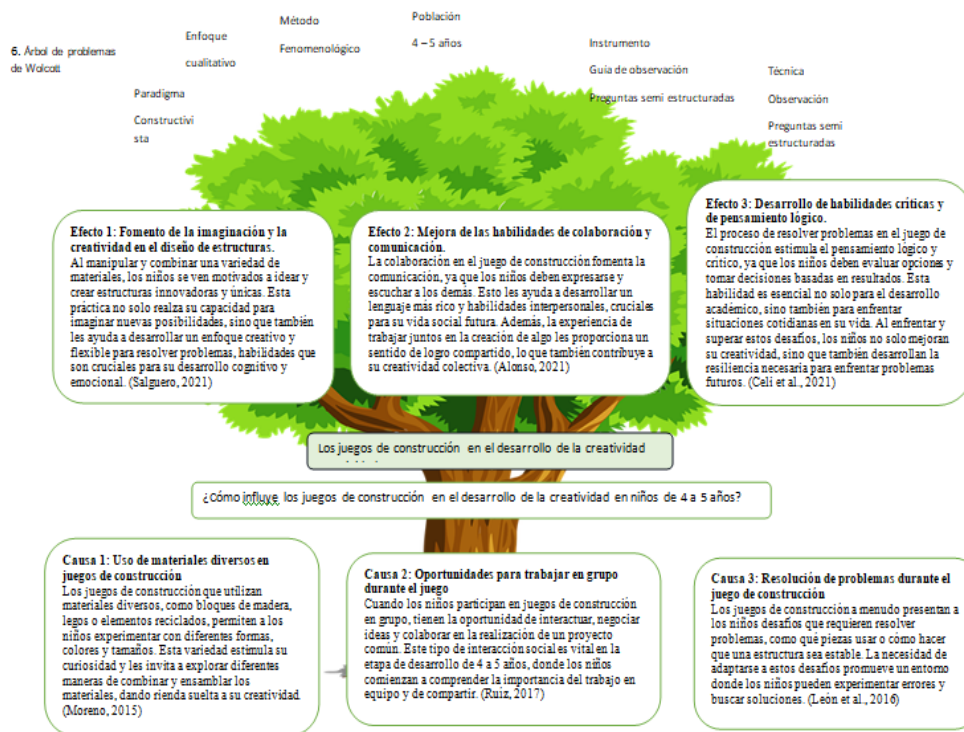 6. Árbol de problemas
de Walcott
Enfoque
cualitativo
Método
Fenomenológico
Población
4 – 5 años
Paradigma
Constructivi
sta
Instrumento
Guía de observación
Preguntas semi estructuradas
Técnica
Observación
Preguntas semi
estructuradas
Efecto 1: Fomento de la imaginación y la
creatividad en el diseño de estructuras.
Al manipular y combinar una variedad de
materiales, los niños se ven motivados a idear y
crear estructuras innovadoras y únicas. Esta
práctica no solo realza su capacidad para
imaginar nuevas posibilidades, sino que también
les ayuda a desarrollar un enfoque creativo y
flexible para resolver problemas, habilidades que
son cruciales para su desarrollo cognitivo y
emocional. (Salguero, 2021)
Efecto 2: Mejora de las habilidades de colaboración y
comunicación.
La colaboración en el juego de construcción fomenta la
comunicación, ya que los niños deben expresarse y
escuchar a los demás. Esto les ayuda a desarrollar un
lenguaje más rico y habilidades interpersonales, cruciales
para su vida social futura. Además, la experiencia de
trabajar juntos en la creación de algo les proporciona un
sentido de logro compartido, lo que también contribuye a
su creatividad colectiva. (Alonso, 2021)
Efecto 3: Desarrollo de habilidades críticas y
de pensamiento lógico.
El proceso de resolver problemas en el juego de
construcción estimula el pensamiento lógico y
crítico, ya que los niños deben evaluar opciones y
tomar decisiones basadas en resultados. Esta
habilidad es esencial no solo para el desarrollo
académico, sino también para enfrentar
situaciones cotidianas en su vida. Al enfrentar y
superar estos desafíos, los niños no solo mejoran
su creatividad, sino que también desarrollan la
resiliencia necesaria para enfrentar problemas
futuros. (Celi et al., 2021)
Los juegos de construcción en el desarrollo de la creatividad
¿Cómo influye los juegos de construcción en el desarrollo de la creatividad en niños de 4 a 5 años?
Causa 1: Uso de materiales diversos en
juegos de construcción
Los juegos de construcción que utilizan
materiales diversos, como bloques de madera,
legos o elementos reciclados, permiten a los
niños experimentar con diferentes formas,
colores y tamaños. Esta variedad estimula su
curiosidad y les invita a explorar diferentes
maneras de combinar y ensamblar los
materiales, dando rienda suelta a su creatividad.
(Moreno, 2015)
Causa 2: Oportunidades para trabajar en grupo
durante el juego
Cuando los niños participan en juegos de construcción
en grupo, tienen la oportunidad de interactuar, negociar
ideas y colaborar en la realización de un proyecto
común. Este tipo de interacción social es vital en la
etapa de desarrollo de 4 a 5 años, donde los niños
comienzan a comprender la importancia del trabajo en
equipo y de compartir. (Ruiz, 2017)
Causa 3: Resolución de problemas durante el
juego de construcción
Los juegos de construcción a menudo presentan a
los niños desafíos que requieren resolver
problemas, como qué piezas usar o cómo hacer
que una estructura sea estable. La necesidad de
adaptarse a estos desafíos promueve un entorno
donde los niños pueden experimentar errores y
buscar soluciones. (León et al., 2016)